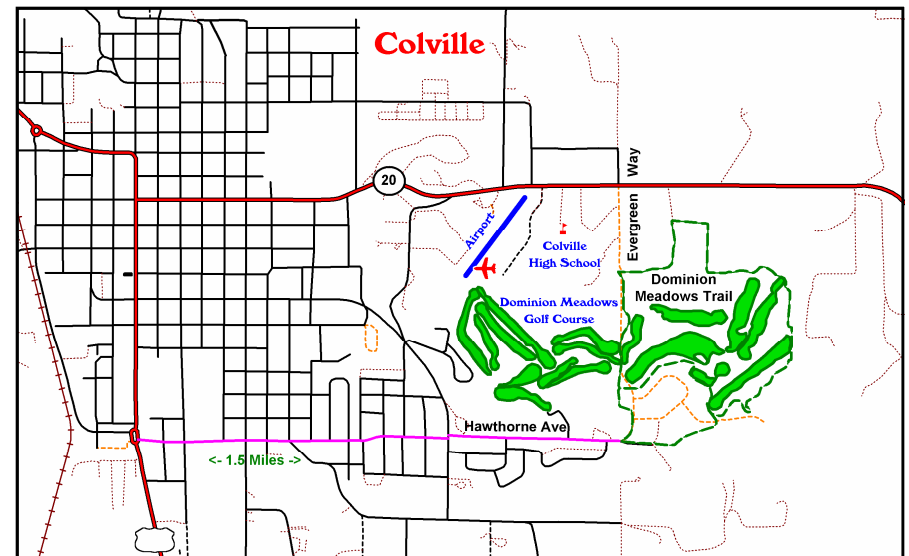 Colville
Way
20
Evergreen
Airport
Colville
High School
Dominion
Meadows Trail
Dominion Meadows
Golf Course
Hawthorne Ave
<- 1.5 Miles ->